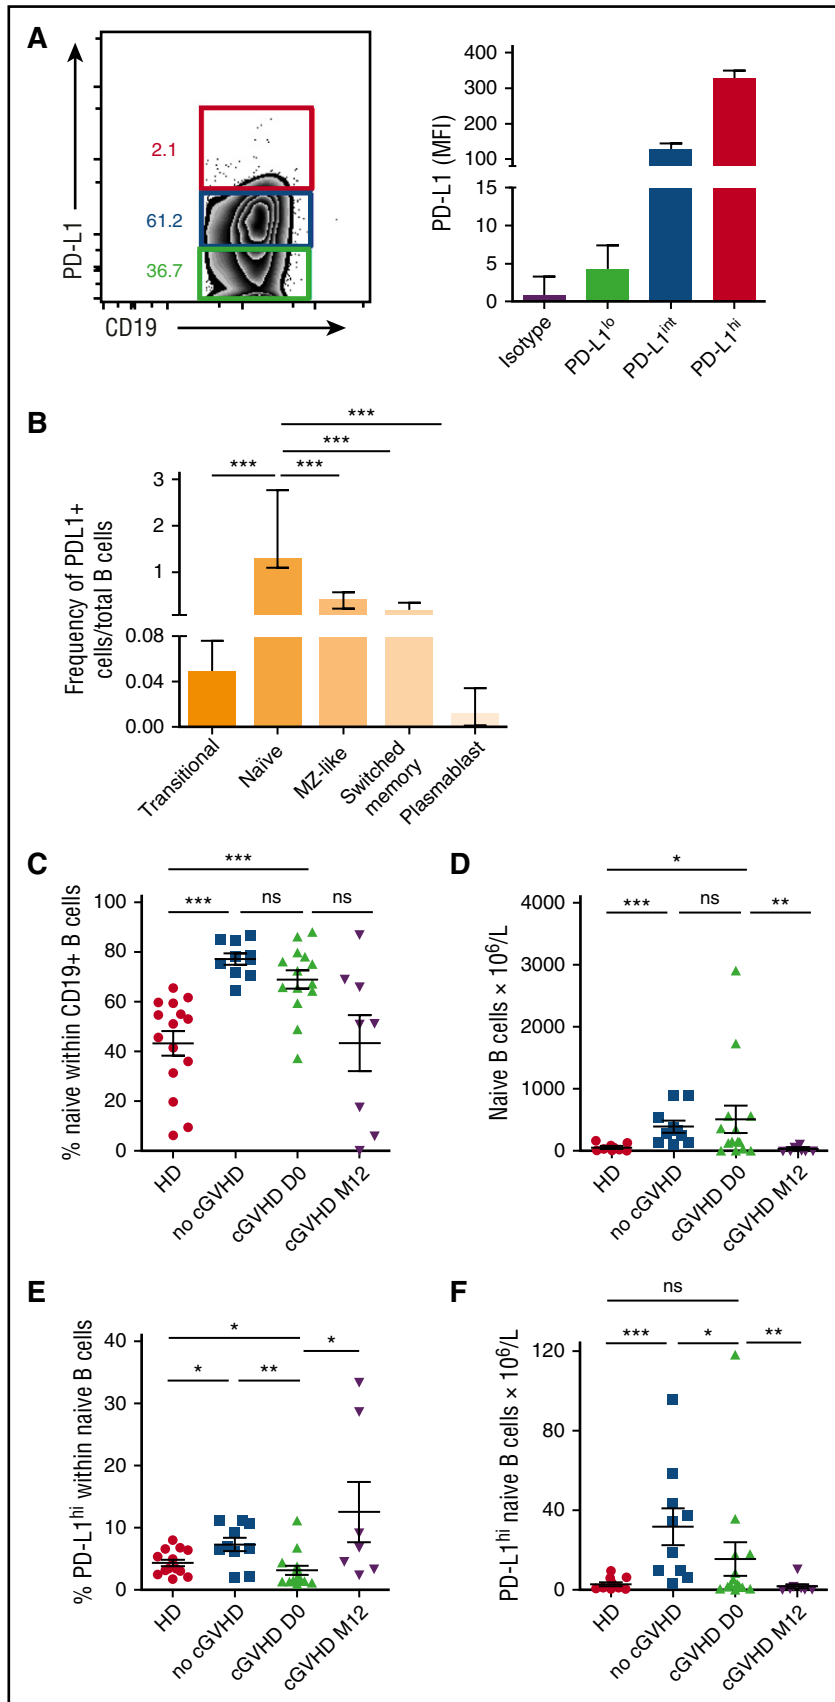 A
PD-L1
2.1
61.2
36.7
CD19
PD-L1 (MFI)
400
300
200
100
15
10
5
0
Isotype
PD-L1lo
PD-L1int
PD-L1hi
B
***
***
*** ***
Frequency of PDL1+
cells/total B cells
3
2
1
0.08
0.04
0.00
Transitional
Naïve
MZ-like
Switched
memory
Plasmablast
C
***
*** ns ns
% naive within CD19+ B cells
100
80
60
40
20
0
HD
no cGVHD
cGVHD D0
cGVHD M12
D
*
*** ns **
Naive B cells × 10⁶/L
4000
3000
2000
1000
0
HD
no cGVHD
cGVHD D0
cGVHD M12
E
*
*
* **
% PD-L1hi within naive B cells
40
30
20
10
0
HD
no cGVHD
cGVHD D0
cGVHD M12
F
ns
*** * **
PD-L1hi naive B cells × 10⁶/L
120
80
40
0
HD
no cGVHD
cGVHD D0
cGVHD M12